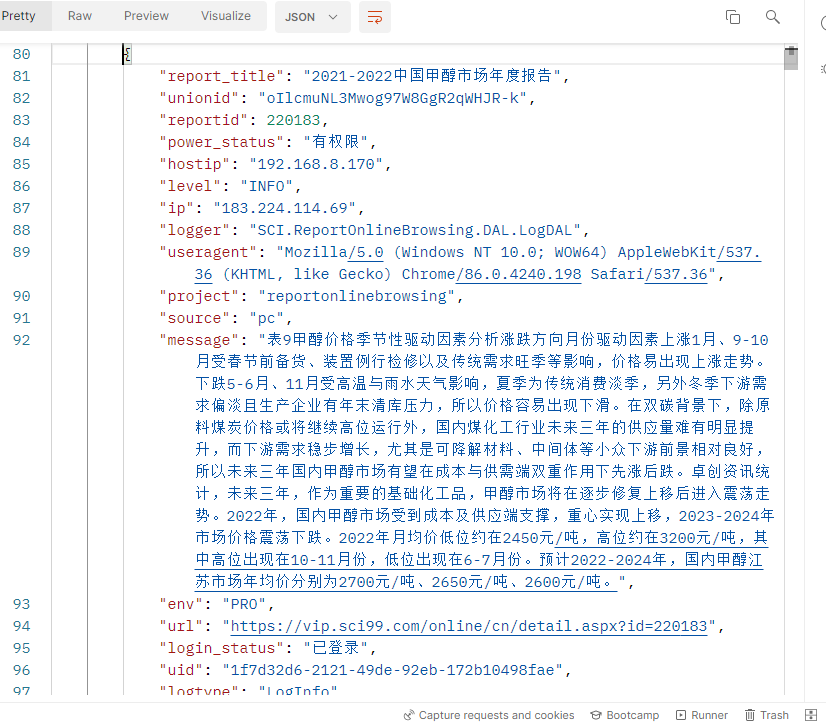 Pretty Raw Preview Visualize JSON
80 {
81 "report_title": "2021-2022中国甲醇市场年度报告",
82 "unionid": "oIlcmuNL3Mwog97W8GgR2qWHJR-k",
83 "reportid": 220183,
84 "power_status": "有权限",
85 "hostip": "192.168.8.170",
86 "level": "INFO",
87 "ip": "183.224.114.69",
88 "logger": "SCI.ReportOnlineBrowsing.DAL.LogDAL",
89 "useragent": "Mozilla/5.0 (Windows NT 10.0; WOW64) AppleWebKit/537.
36 (KHTML, like Gecko) Chrome/86.0.4240.198 Safari/537.36",
90 "project": "reportonlinebrowsing",
91 "source": "pc",
92 "message": "表9甲醇价格季节性驱动因素分析涨跌方向月份驱动因素上涨1月、9-10
月受春节前备货、装置例行检修以及传统需求旺季等影响，价格易出现上涨走势。
下跌5-6月、11月受高温与雨水天气影响，夏季为传统消费淡季，另外冬季下游需
求偏淡且生产企业有年末清库压力，所以价格容易出现下滑。在双碳背景下，除原
料煤炭价格或将继续高位运行外，国内煤化工行业未来三年的供应量难有明显提
升，而下游需求稳步增长，尤其是可降解材料、中间体等小众下游前景相对良好，
所以未来三年国内甲醇市场有望在成本与供需端双重作用下先涨后跌。卓创资讯统
计，未来三年，作为重要的基础化工品，甲醇市场将在逐步修复上移后进入震荡走
势。2022年，国内甲醇市场受到成本及供应端支撑，重心实现上移，2023-2024年
市场价格震荡下跌。2022年月均价低位约在2450元/吨，高位约在3200元/吨，其
中高位出现在10-11月份，低位出现在6-7月份。预计2022-2024年，国内甲醇江
苏市场年均价分别为2700元/吨、2650元/吨、2600元/吨。",
93 "env": "PRO",
94 "url": "https://vip.sci99.com/online/cn/detail.aspx?id=220183",
95 "login_status": "已登录",
96 "uid": "1f7d32d6-2121-49de-92eb-172b10498fae",
97 "logtype": "LogInfo"
Capture requests and cookies Bootcamp Runner Trash